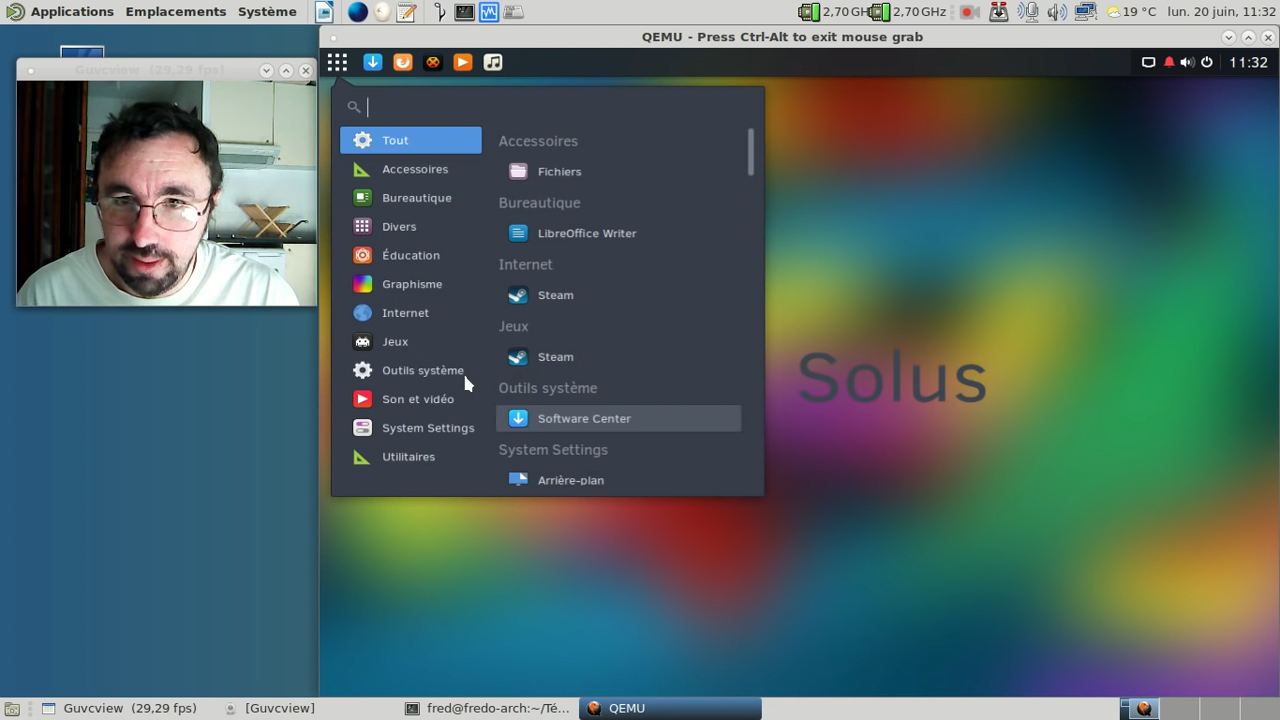 Applications Emplacements Système
2,70 GH 2,70 GHz 19 °C lun. 20 juin, 11:32
QEMU - Press Ctrl-Alt to exit mouse grab
Guvcview (29,29 fps)
11:32
Tout
Accessoires
Bureautique
Divers
Éducation
Graphisme
Internet
Jeux
Outils système
Son et vidéo
System Settings
Utilitaires
Accessoires
Fichiers
Bureautique
LibreOffice Writer
Internet
Steam
Jeux
Steam
Outils système
Software Center
System Settings
Arrière-plan
Solus
Guvcview (29,29 fps)
[Guvcview]
fred@fredo-arch:~/Té...
QEMU